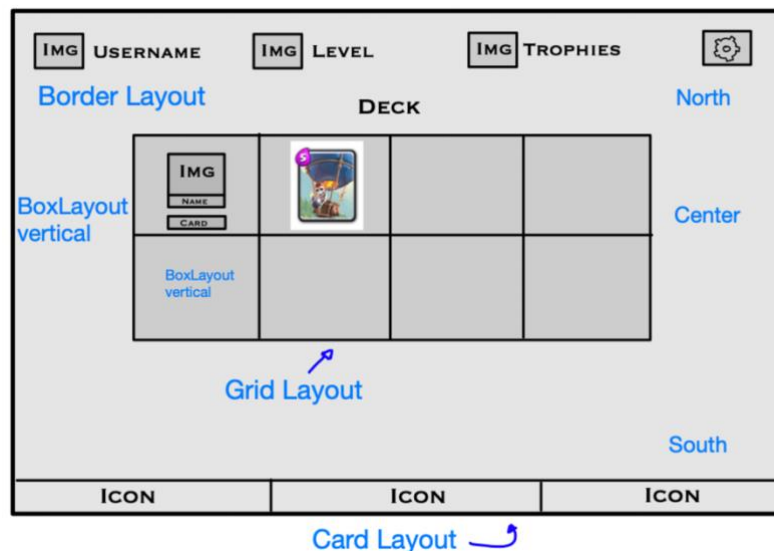 IMG USERNAME IMG LEVEL IMG TROPHIES
Border Layout
DECK
North
IMG
NAME
CARD
5
BoxLayout
vertical
Center
BoxLayout
vertical
Grid Layout
South
ICON ICON ICON
Card Layout